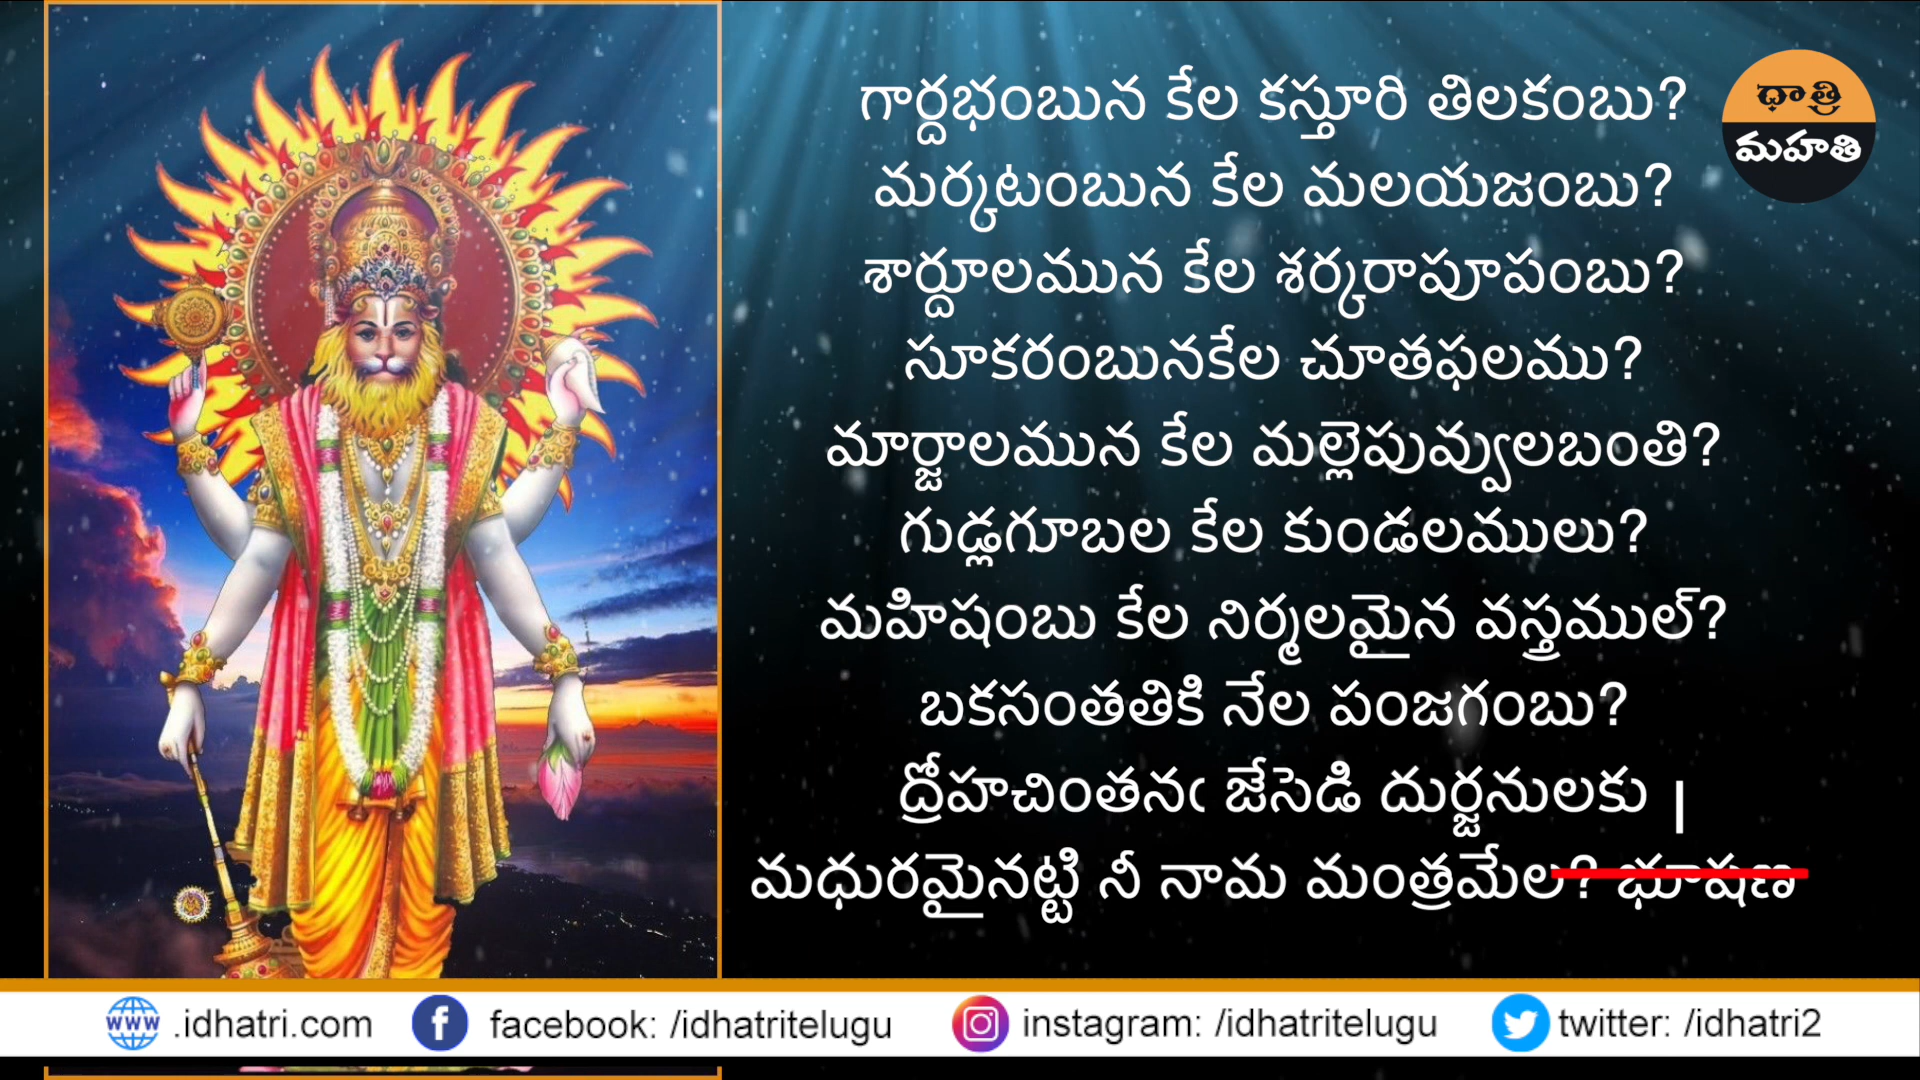 గార్దభంబున కేల కస్తూరి తిలకంబు?
మర్కటంబున కేల మలయజంబు?
శార్దూలమున కేల శర్కరాపూపంబు?
సూకరంబునకేల చూతఫలము?
మార్జాలమున కేల మల్లెపువ్వులబంతి?
గుడ్లగూబల కేల కుండలములు?
మహిషంబు కేల నిర్మలమైన వస్త్రముల్?
బకసంతతికి నేల పంజగంబు?
ద్రోహచింతనఁ జేసెడి దుర్జనులకు |
మధురమైనట్టి నీ నామ మంత్రమేల? భూషణ
ధాత్రి
మహతి
www.idhatri.com facebook: /idhatritelugu instagram: /idhatritelugu twitter: /idhatri2